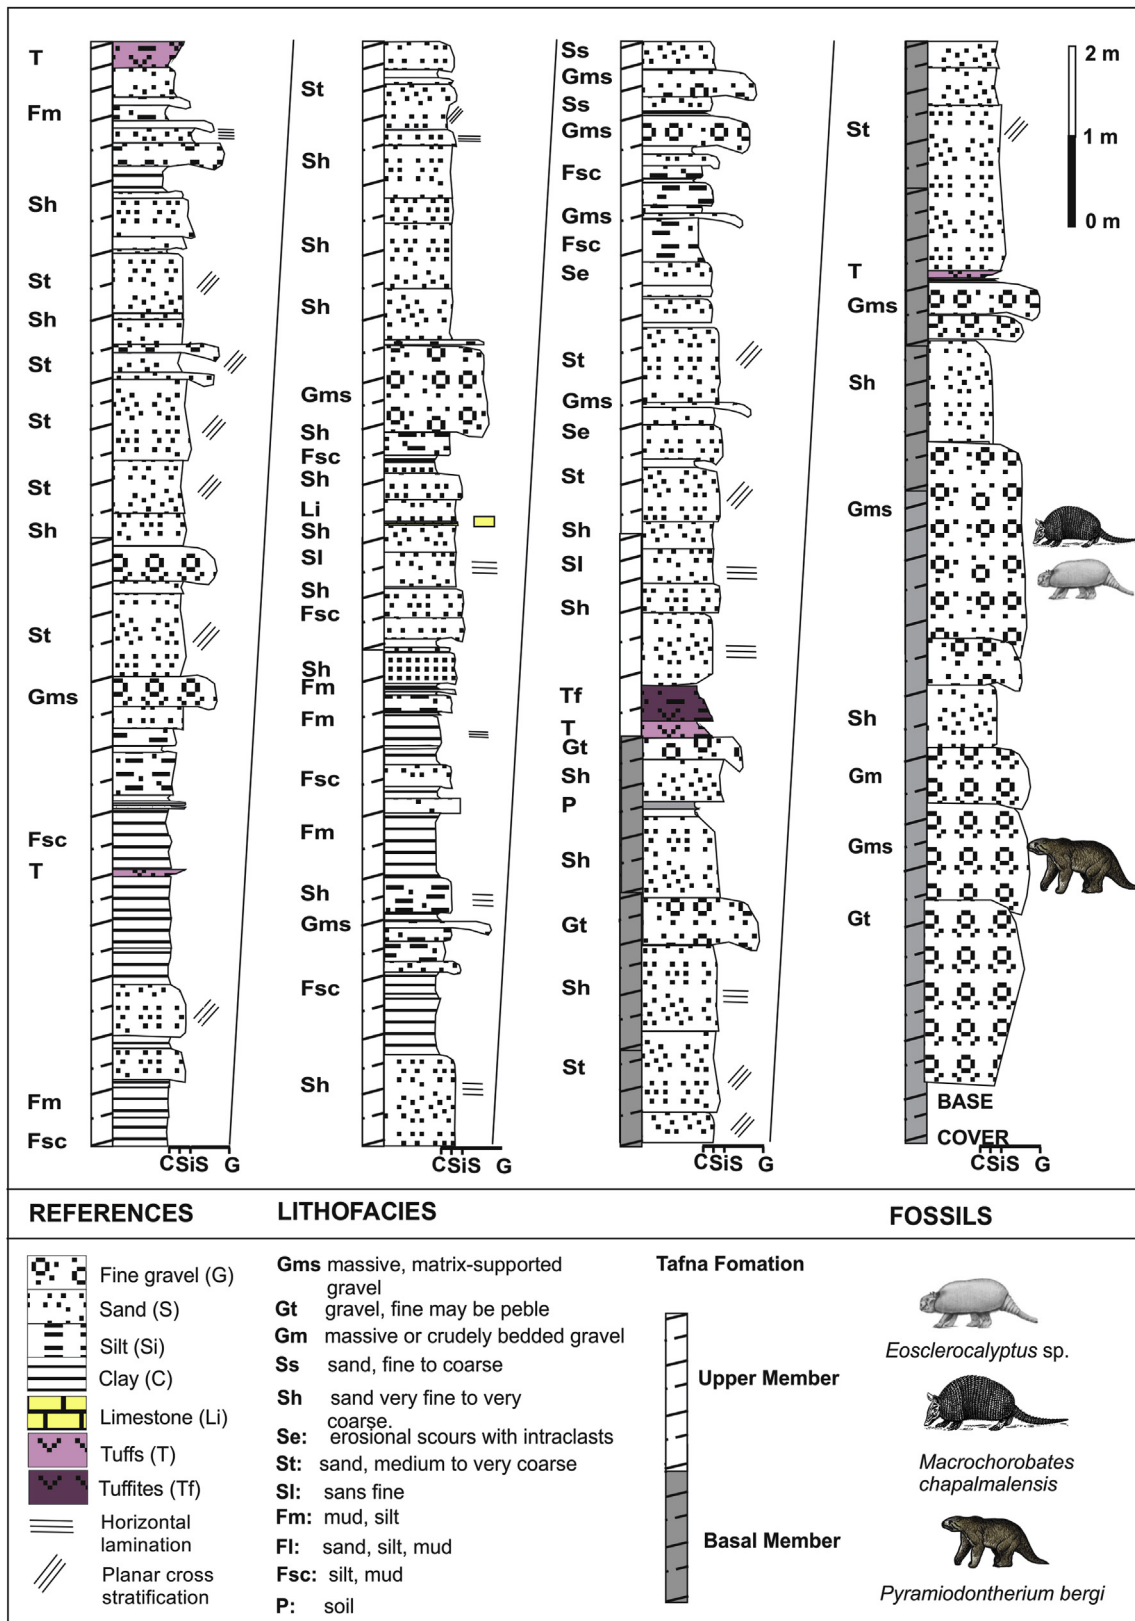 T
Fm
Sh
St
Sh
St
St
St
Sh
St
Gms
Fsc
T
Fm
Fsc
CSiS G
St
Sh
Sh
Sh
Gms
Sh
Fsc
Sh
Li
Sh
Sl
Sh
Fsc
Sh
Fm
Fm
Fsc
Fm
Sh
Gms
Fsc
Sh
CSiS G
Ss
Gms
Ss
Gms
Fsc
Gms
Fsc
Se
St
Gms
Se
St
Sh
Sl
Sh
Tf
T
Gt
Sh
P
Sh
Gt
Sh
St
CSiS G
St
T
Gms
Sh
Gms
Sh
Gm
Gms
Gt
BASE
COVER
CSiS G
2 m
1 m
0 m
REFERENCES
Fine gravel (G)
Sand (S)
Silt (Si)
Clay (C)
Limestone (Li)
Tuffs (T)
Tuffites (Tf)
Horizontal
lamination
Planar cross
stratification
LITHOFACIES
Gms massive, matrix-supported
gravel
Gt gravel, fine may be peble
Gm massive or crudely bedded gravel
Ss sand, fine to coarse
Sh sand very fine to very
coarse.
Se: erosional scours with intraclasts
St: sand, medium to very coarse
Sl: sans fine
Fm: mud, silt
Fl: sand, silt, mud
Fsc: silt, mud
P: soil
Tafna Fomation
Upper Member
Basal Member
FOSSILS
Eosclerocalyptus sp.
Macrochorobates
chapalmalensis
Pyramiodontherium bergi